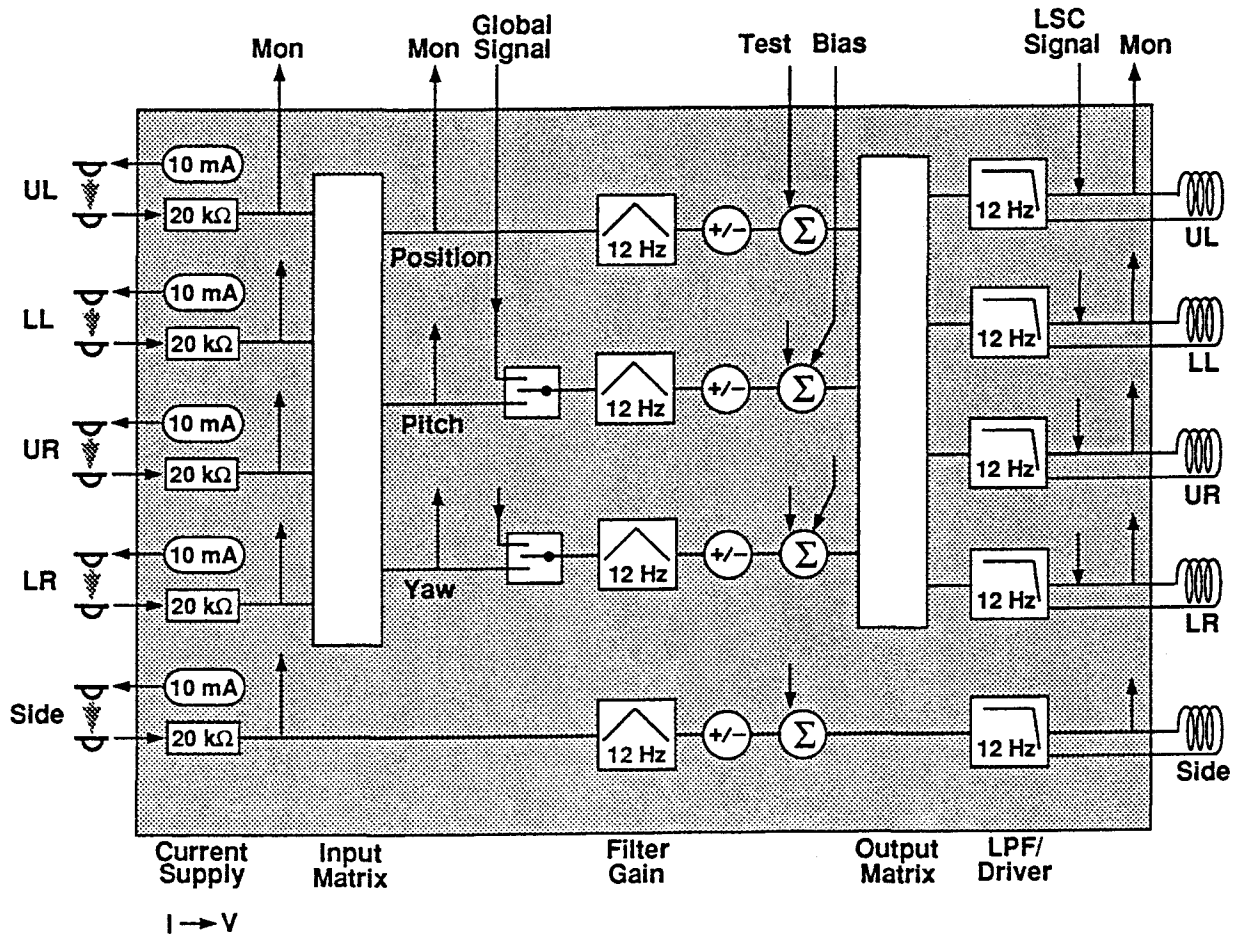 Global
Signal
LSC
Signal
Mon
Mon
Test
Bias
Mon
UL
10 mA
20 kΩ
Position
12 Hz
+/−
Σ
12 Hz
UL
LL
10 mA
20 kΩ
Pitch
12 Hz
+/−
Σ
12 Hz
LL
UR
10 mA
20 kΩ
12 Hz
UR
LR
10 mA
20 kΩ
Yaw
12 Hz
+/−
Σ
12 Hz
LR
Side
10 mA
20 kΩ
12 Hz
+/−
Σ
12 Hz
Side
Current
Supply
Input
Matrix
Filter
Gain
Output
Matrix
LPF/
Driver
I → V